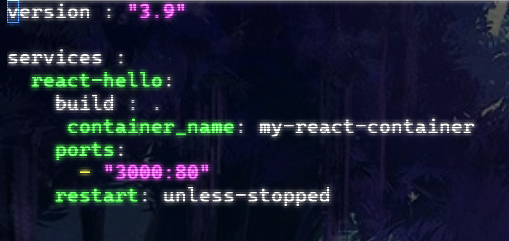 version : "3.9"

services :
  react-hello:
    build : .
     container_name: my-react-container
    ports:
      - "3000:80"
    restart: unless-stopped